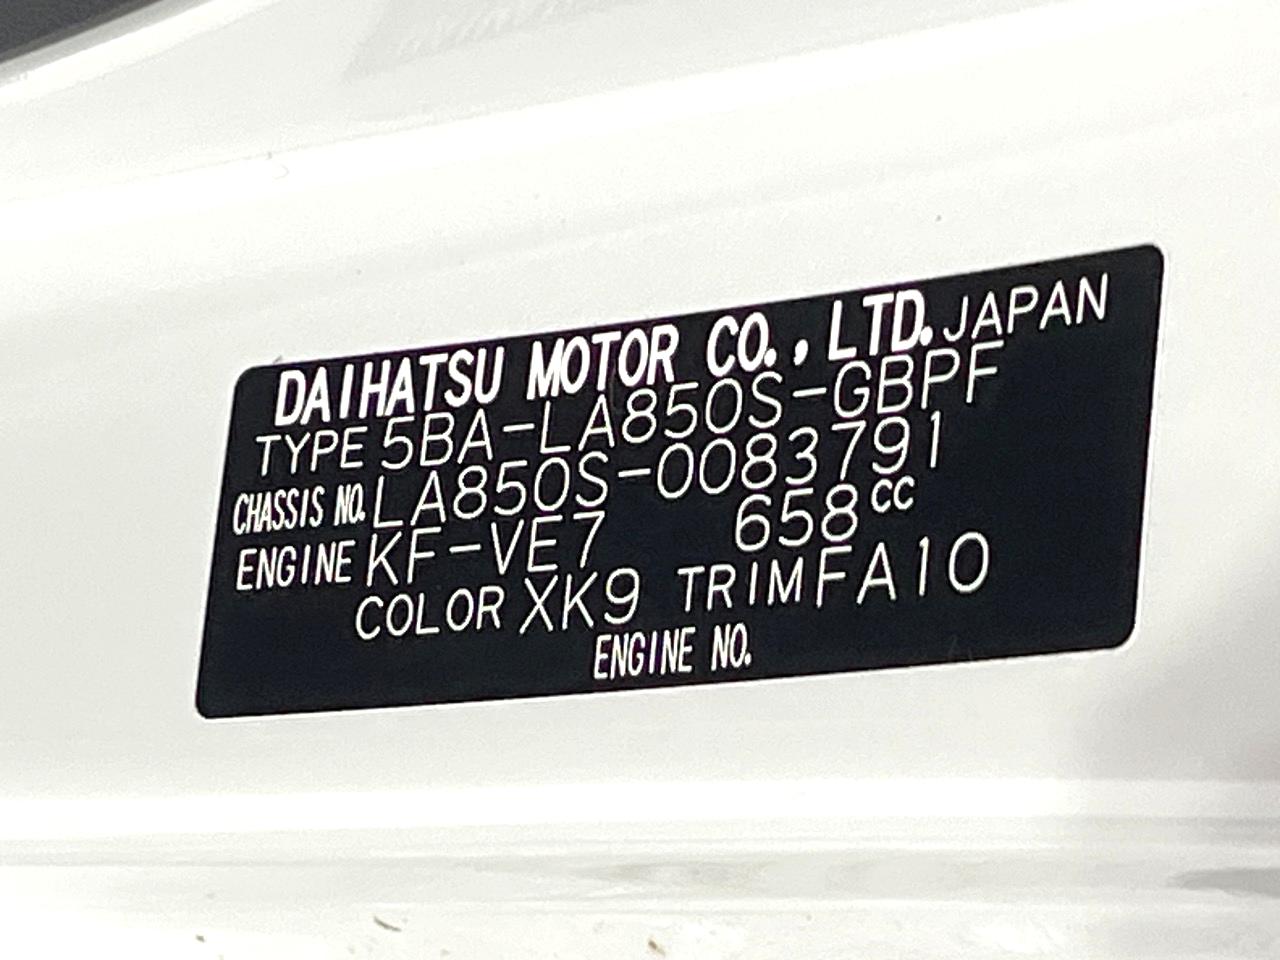 DAIHATSU MOTOR CO., LTD. JAPAN
TYPE 5BA-LA850S-GBPF
CHASSIS NO. LA850S-0083791
ENGINE KF-VE7 658cc
COLOR XK9 TRIM FA10
ENGINE NO.